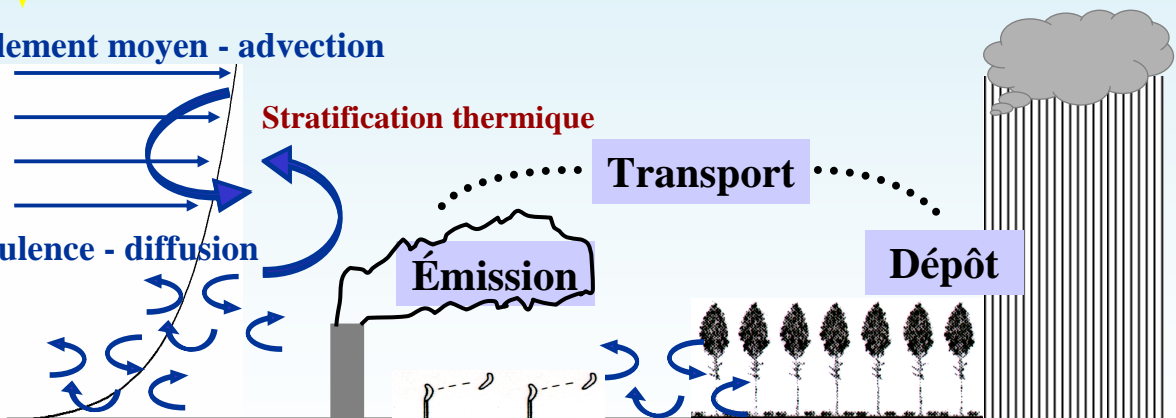 lement moyen - advection
Stratification thermique
Transport
ulence - diffusion
Émission
Dépôt